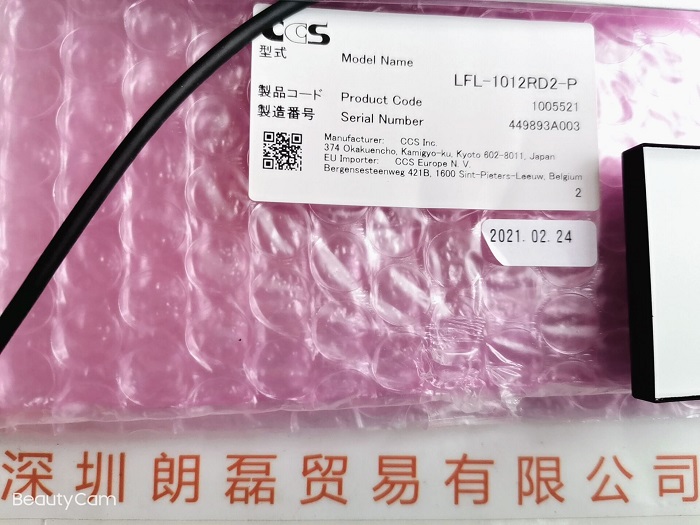 CCS
型式 Model Name
LFL-1012RD2-P
製品コード Product Code 1005521
製造番号 Serial Number 449893A003
Manufacturer: CCS Inc.
374 Okakuencho, Kamigyo-ku, Kyoto 602-8011, Japan
EU Importer: CCS Europe N. V.
Bergensesteenweg 421B, 1600 Sint-Pieters-Leeuw, Belgium
2
2021.02.24
深圳朗磊贸易有限公司
BeautyCam